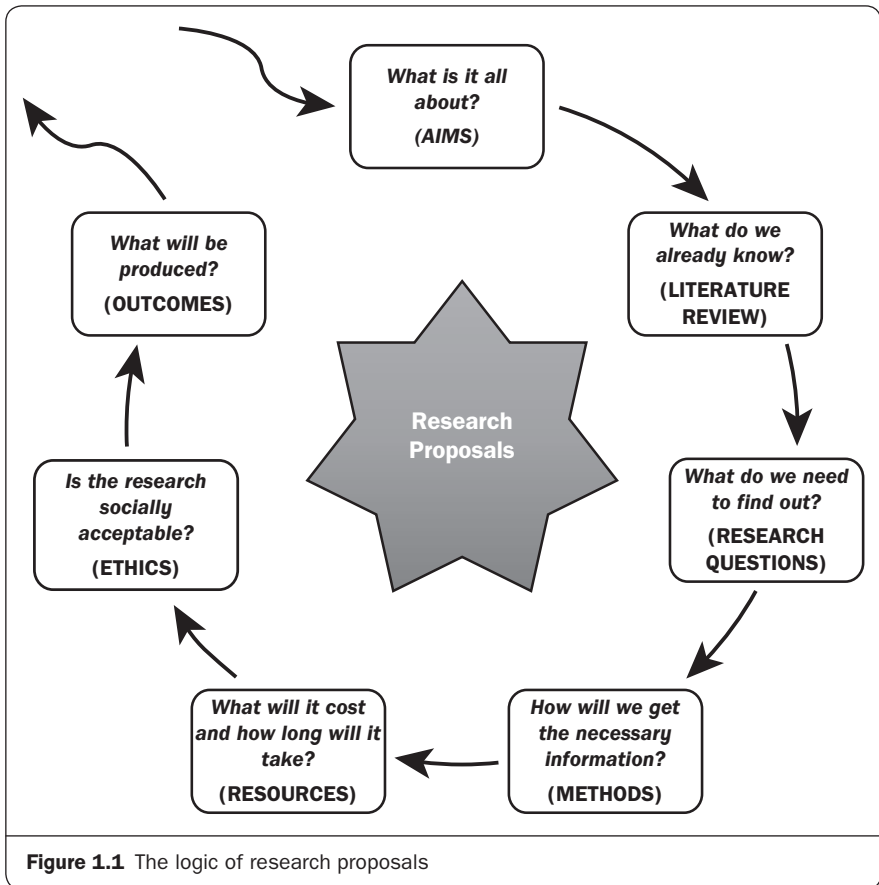 What is it all
about?
(AIMS)
What do we
already know?
(LITERATURE
REVIEW)
What do we need
to find out?
(RESEARCH
QUESTIONS)
How will we get
the necessary
information?
(METHODS)
What will it cost
and how long will it
take?
(RESOURCES)
Is the research
socially
acceptable?
(ETHICS)
What will be
produced?
(OUTCOMES)
Research
Proposals
Figure 1.1 The logic of research proposals